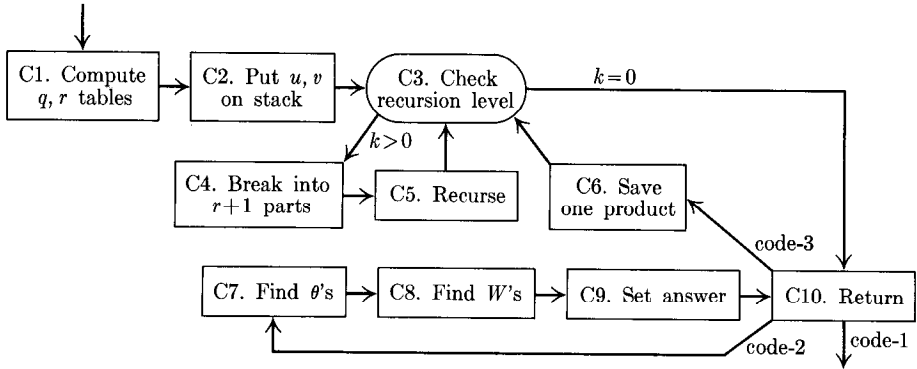 C1. Compute
q, r tables
C2. Put u, v
on stack
C3. Check
recursion level
k=0
k>0
C4. Break into
r+1 parts
C5. Recurse
C6. Save
one product
code-3
C7. Find θ's
C8. Find W's
C9. Set answer
C10. Return
code-2
code-1